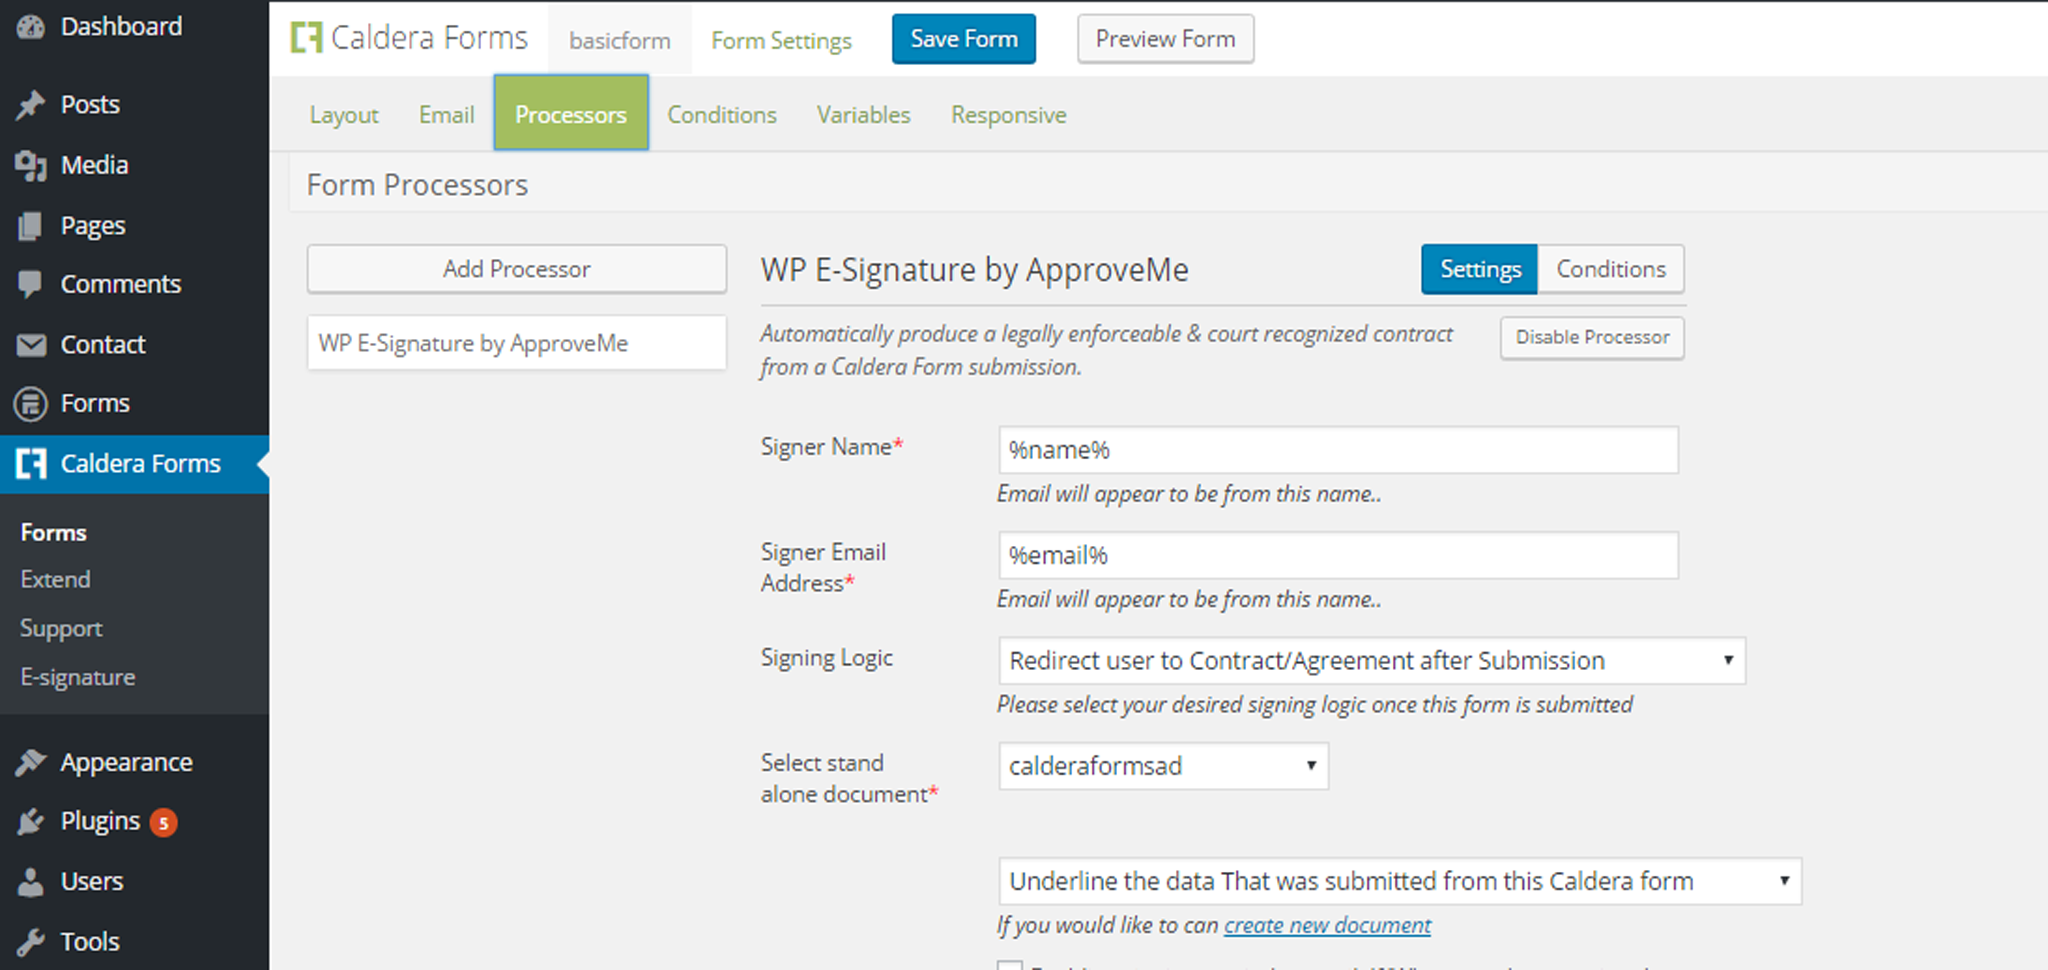 Dashboard
Posts
Media
Pages
Comments
Contact
Forms
Caldera Forms
Forms
Extend
Support
E-signature
Appearance
Plugins 5
Users
Tools
Caldera Forms basicform Form Settings Save Form Preview Form
Layout Email Processors Conditions Variables Responsive
Form Processors
Add Processor
WP E-Signature by ApproveMe
WP E-Signature by ApproveMe Settings Conditions
Automatically produce a legally enforceable & court recognized contract
from a Caldera Form submission.
Disable Processor
Signer Name* %name%
Email will appear to be from this name..
Signer Email
Address*
%email%
Email will appear to be from this name..
Signing Logic Redirect user to Contract/Agreement after Submission
Please select your desired signing logic once this form is submitted
Select stand
alone document*
calderaformsad
Underline the data That was submitted from this Caldera form
If you would like to can create new document